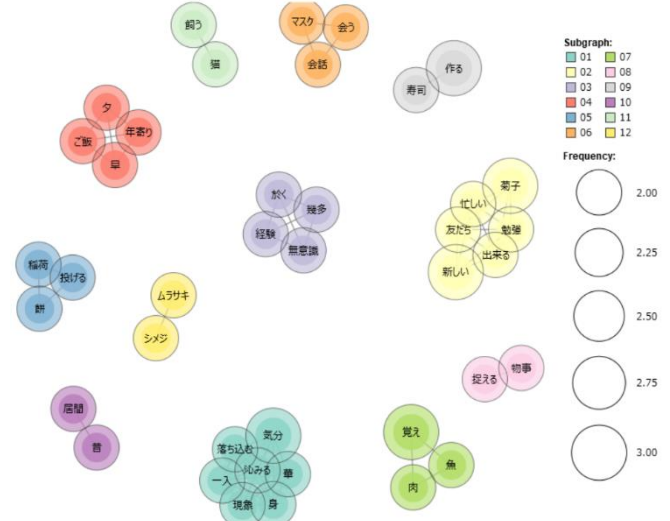 飼う
猫
マスク
会う
会話
作る
寿司
夕
ご飯
年寄り
早
於く
幾多
経験
無意識
菊子
忙しい
友だち
勉強
出来る
新しい
稲荷
投げる
餅
ムラサキ
シメジ
捉える
物事
居間
昔
気分
落ち込む
しみる
一入
華
現象
身
覚え
魚
肉
Subgraph:
01 07
02 08
03 09
04 10
05 11
06 12
Frequency:
2.00
2.25
2.50
2.75
3.00